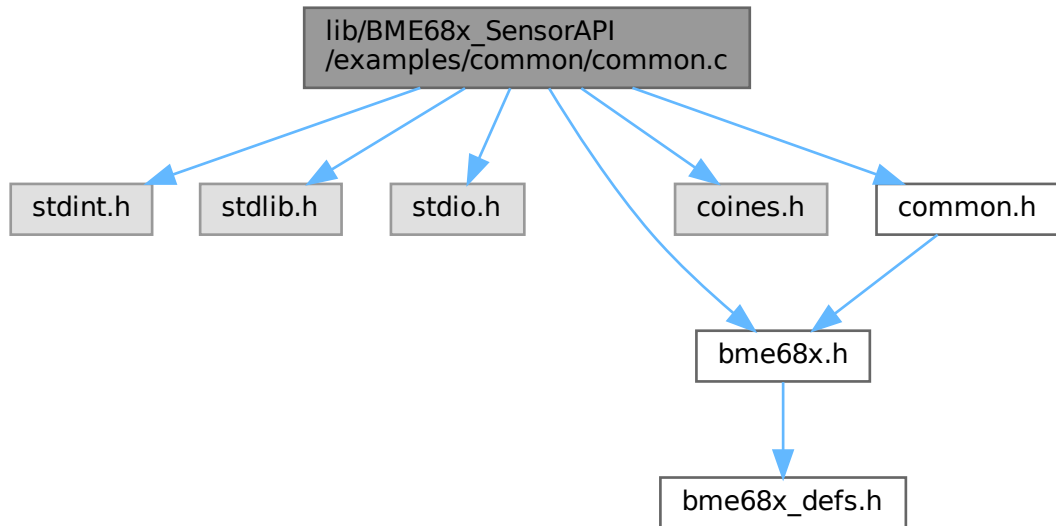 lib/BME68x_SensorAPI
/examples/common/common.c
stdint.h
stdlib.h
stdio.h
coines.h
common.h
bme68x.h
bme68x_defs.h